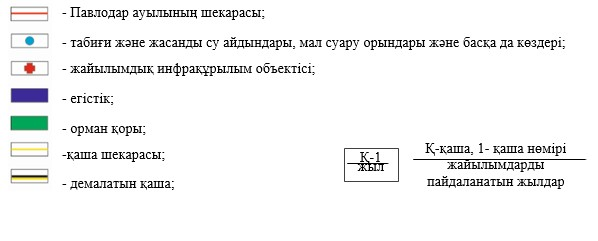 - Павлодар ауылының шекарасы;
- табиғи және жасанды су айдындары, мал суару орындары және басқа да көздері;
- жайылымдық инфрақұрылым объектісі;
- егістік;
- орман қоры;
-қаша шекарасы;
- демалатын қаша;
Қ-1
жыл
Қ-қаша, 1- қаша нөмірі
жайылымдарды
пайдаланатын жылдар